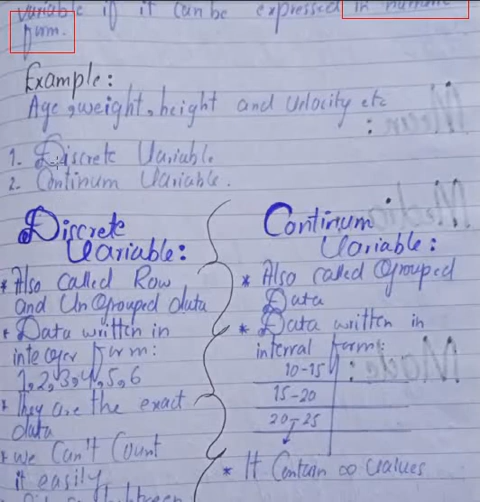 variable if it can be expressed in numeric
form.
Example:
Age, weight, height and velocity etc
:
1. Discrete Variable.
2. Continum Variable.
Discrete
Variable:
* Also Called Row
and UnGrouped data
* Data written in
integer form:
1,2,3,4,5,6
* They are the exact
data
* we Can't Count
it easily
Continum
Variable:
* Also called Grouped
Data
* Data written in
interval form:
10-15
15-20
20-25
* It Contain ∞ values